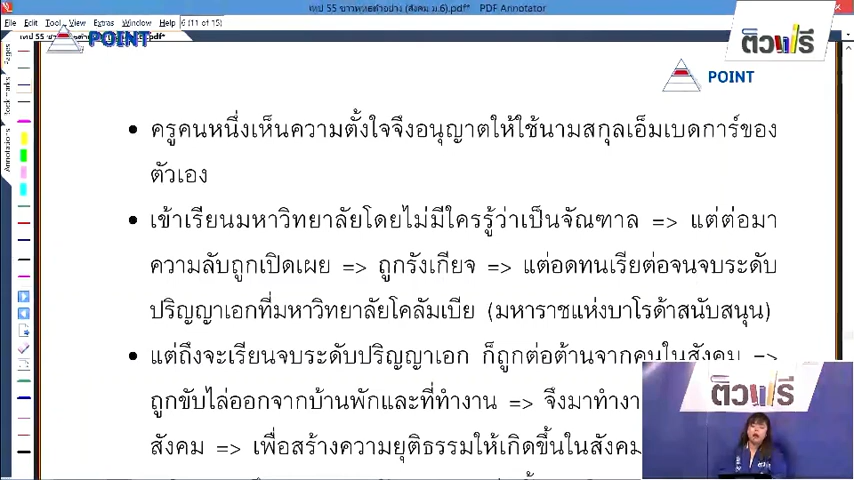 เทป 55 ชาวพุทธตัวอย่าง (สังคม ม.6).pdf* - PDF Annotator
File Edit Tool View Extras Window Help 6 (11 of 15)
POINT
ติวฟรี
POINT
Pages
Bookmarks
Annotations
• ครูคนหนึ่งเห็นความตั้งใจจึงอนุญาตให้ใช้นามสกุลเอ็มเบดการ์ของ
ตัวเอง
• เข้าเรียนมหาวิทยาลัยโดยไม่มีใครรู้ว่าเป็นจัณฑาล => แต่ต่อมา
ความลับถูกเปิดเผย => ถูกรังเกียจ => แต่อดทนเรียต่อจนจบระดับ
ปริญญาเอกที่มหาวิทยาลัยโคลัมเบีย (มหาราชแห่งบาโรด้าสนับสนุน)
• แต่ถึงจะเรียนจบระดับปริญญาเอก ก็ถูกต่อต้านจากคนในสังคม =>
ถูกขับไล่ออกจากบ้านพักและที่ทำงาน => จึงมาทำงา
สังคม => เพื่อสร้างความยุติธรรมให้เกิดขึ้นในสังคม
ติวฟรี